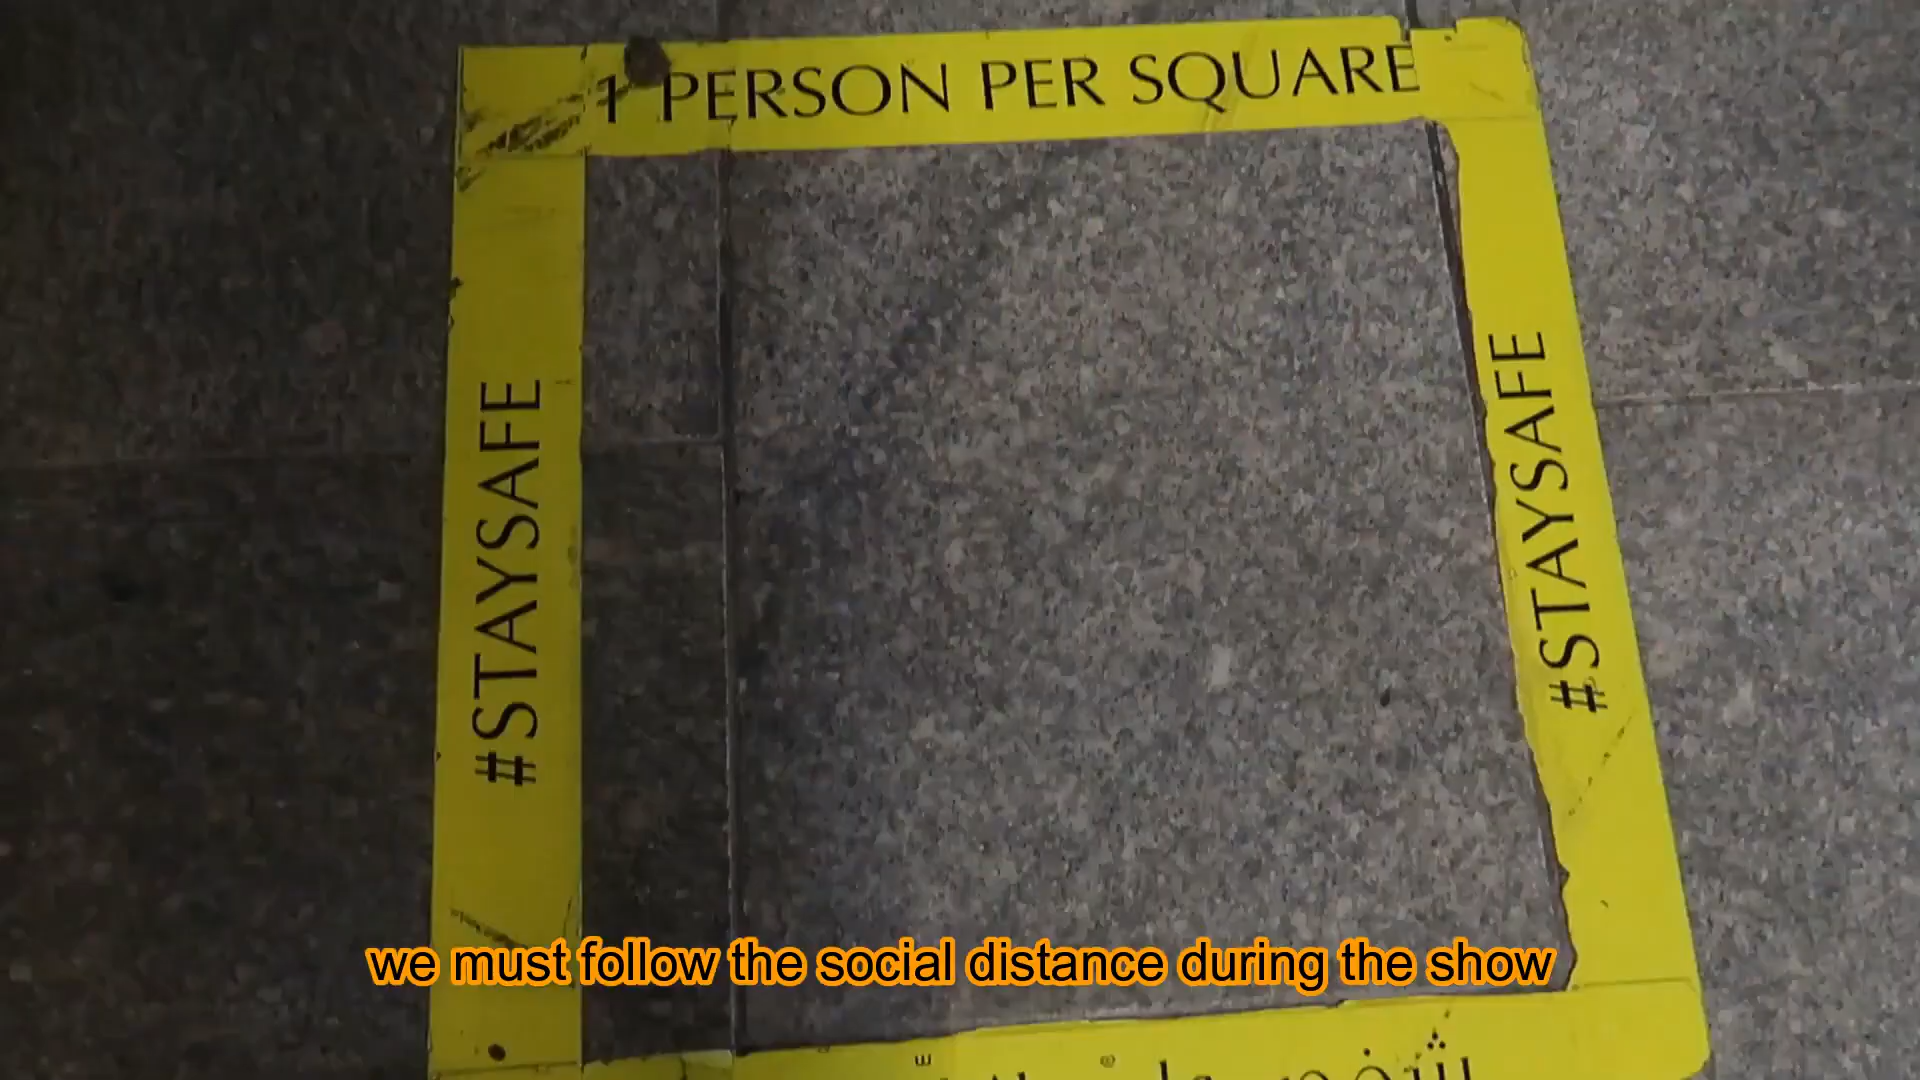 1 PERSON PER SQUARE
#STAYSAFE
#STAYSAFE
we must follow the social distance during the show